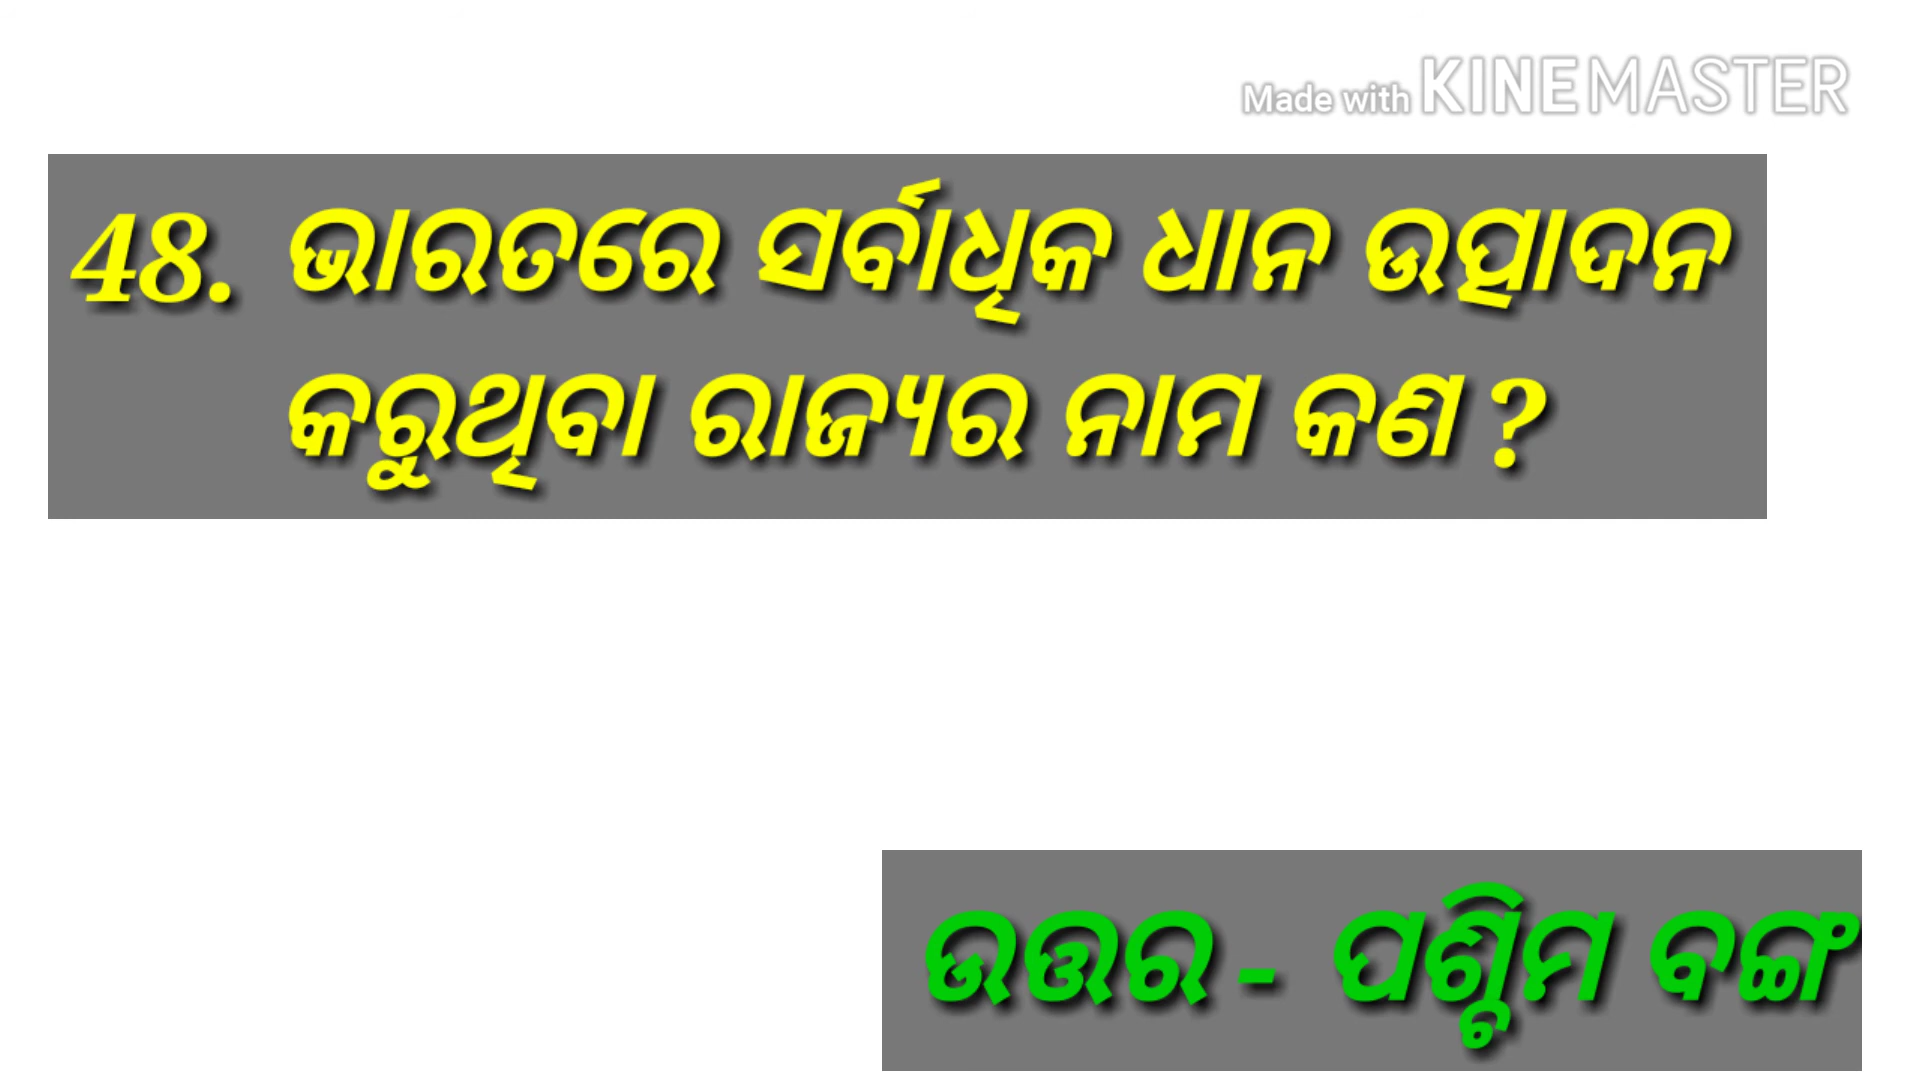 Made with KINEMASTER
48. ଭାରତରେ ସର୍ବାଧିକ ଧାନ ଉତ୍ପାଦନ
କରୁଥିବା ରାଜ୍ୟର ନାମ କଣ ?
ଉତ୍ତର - ପଶ୍ଚିମ ବଙ୍ଗ